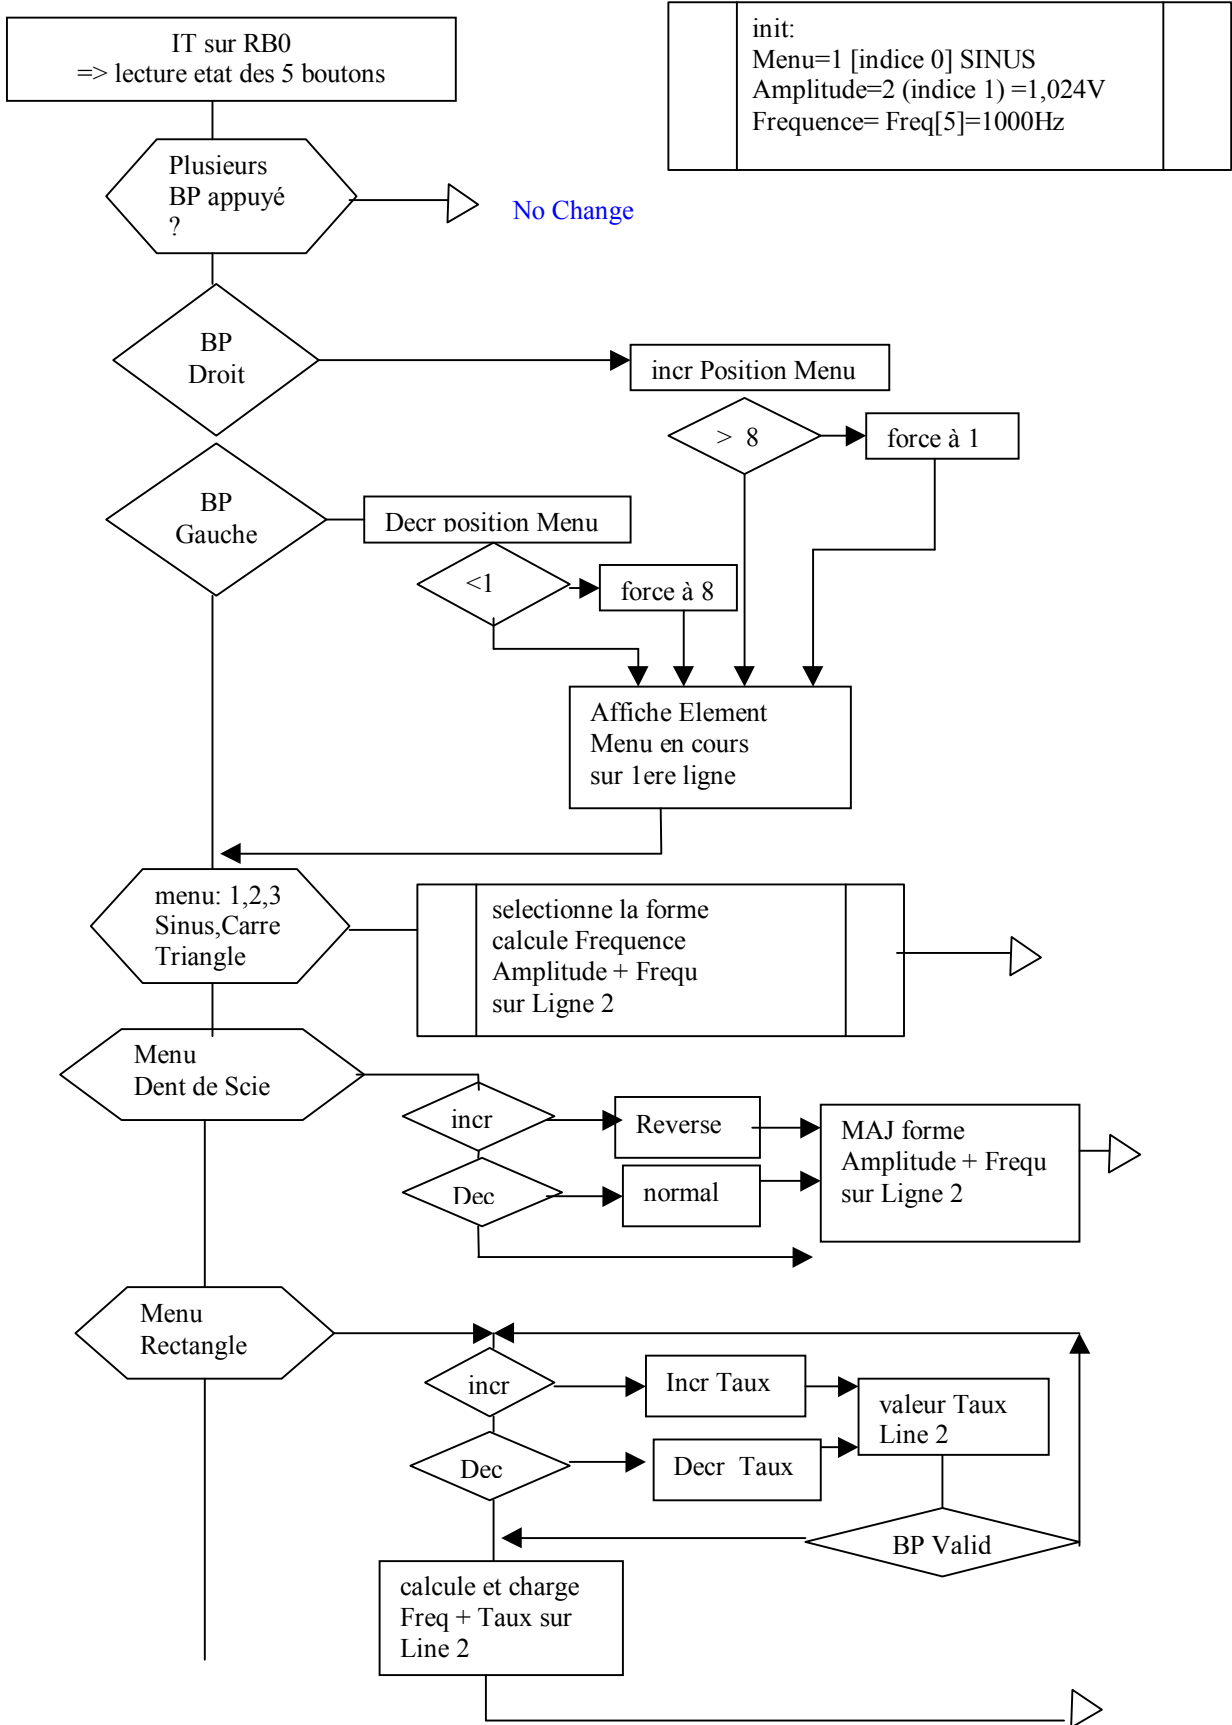 IT sur RB0
=> lecture etat des 5 boutons
init:
Menu=1 [indice 0] SINUS
Amplitude=2 (indice 1) =1,024V
Frequence= Freq[5]=1000Hz
Plusieurs
BP appuyé
?
No Change
BP
Droit
incr Position Menu
> 8
force à 1
BP
Gauche
Decr position Menu
<1
force à 8
Affiche Element
Menu en cours
sur 1ere ligne
menu: 1,2,3
Sinus,Carre
Triangle
selectionne la forme
calcule Frequence
Amplitude + Frequ
sur Ligne 2
Menu
Dent de Scie
incr
Reverse
MAJ forme
Amplitude + Frequ
sur Ligne 2
Dec
normal
Menu
Rectangle
incr
Incr Taux
valeur Taux
Line 2
Dec
Decr Taux
BP Valid
calcule et charge
Freq + Taux sur
Line 2